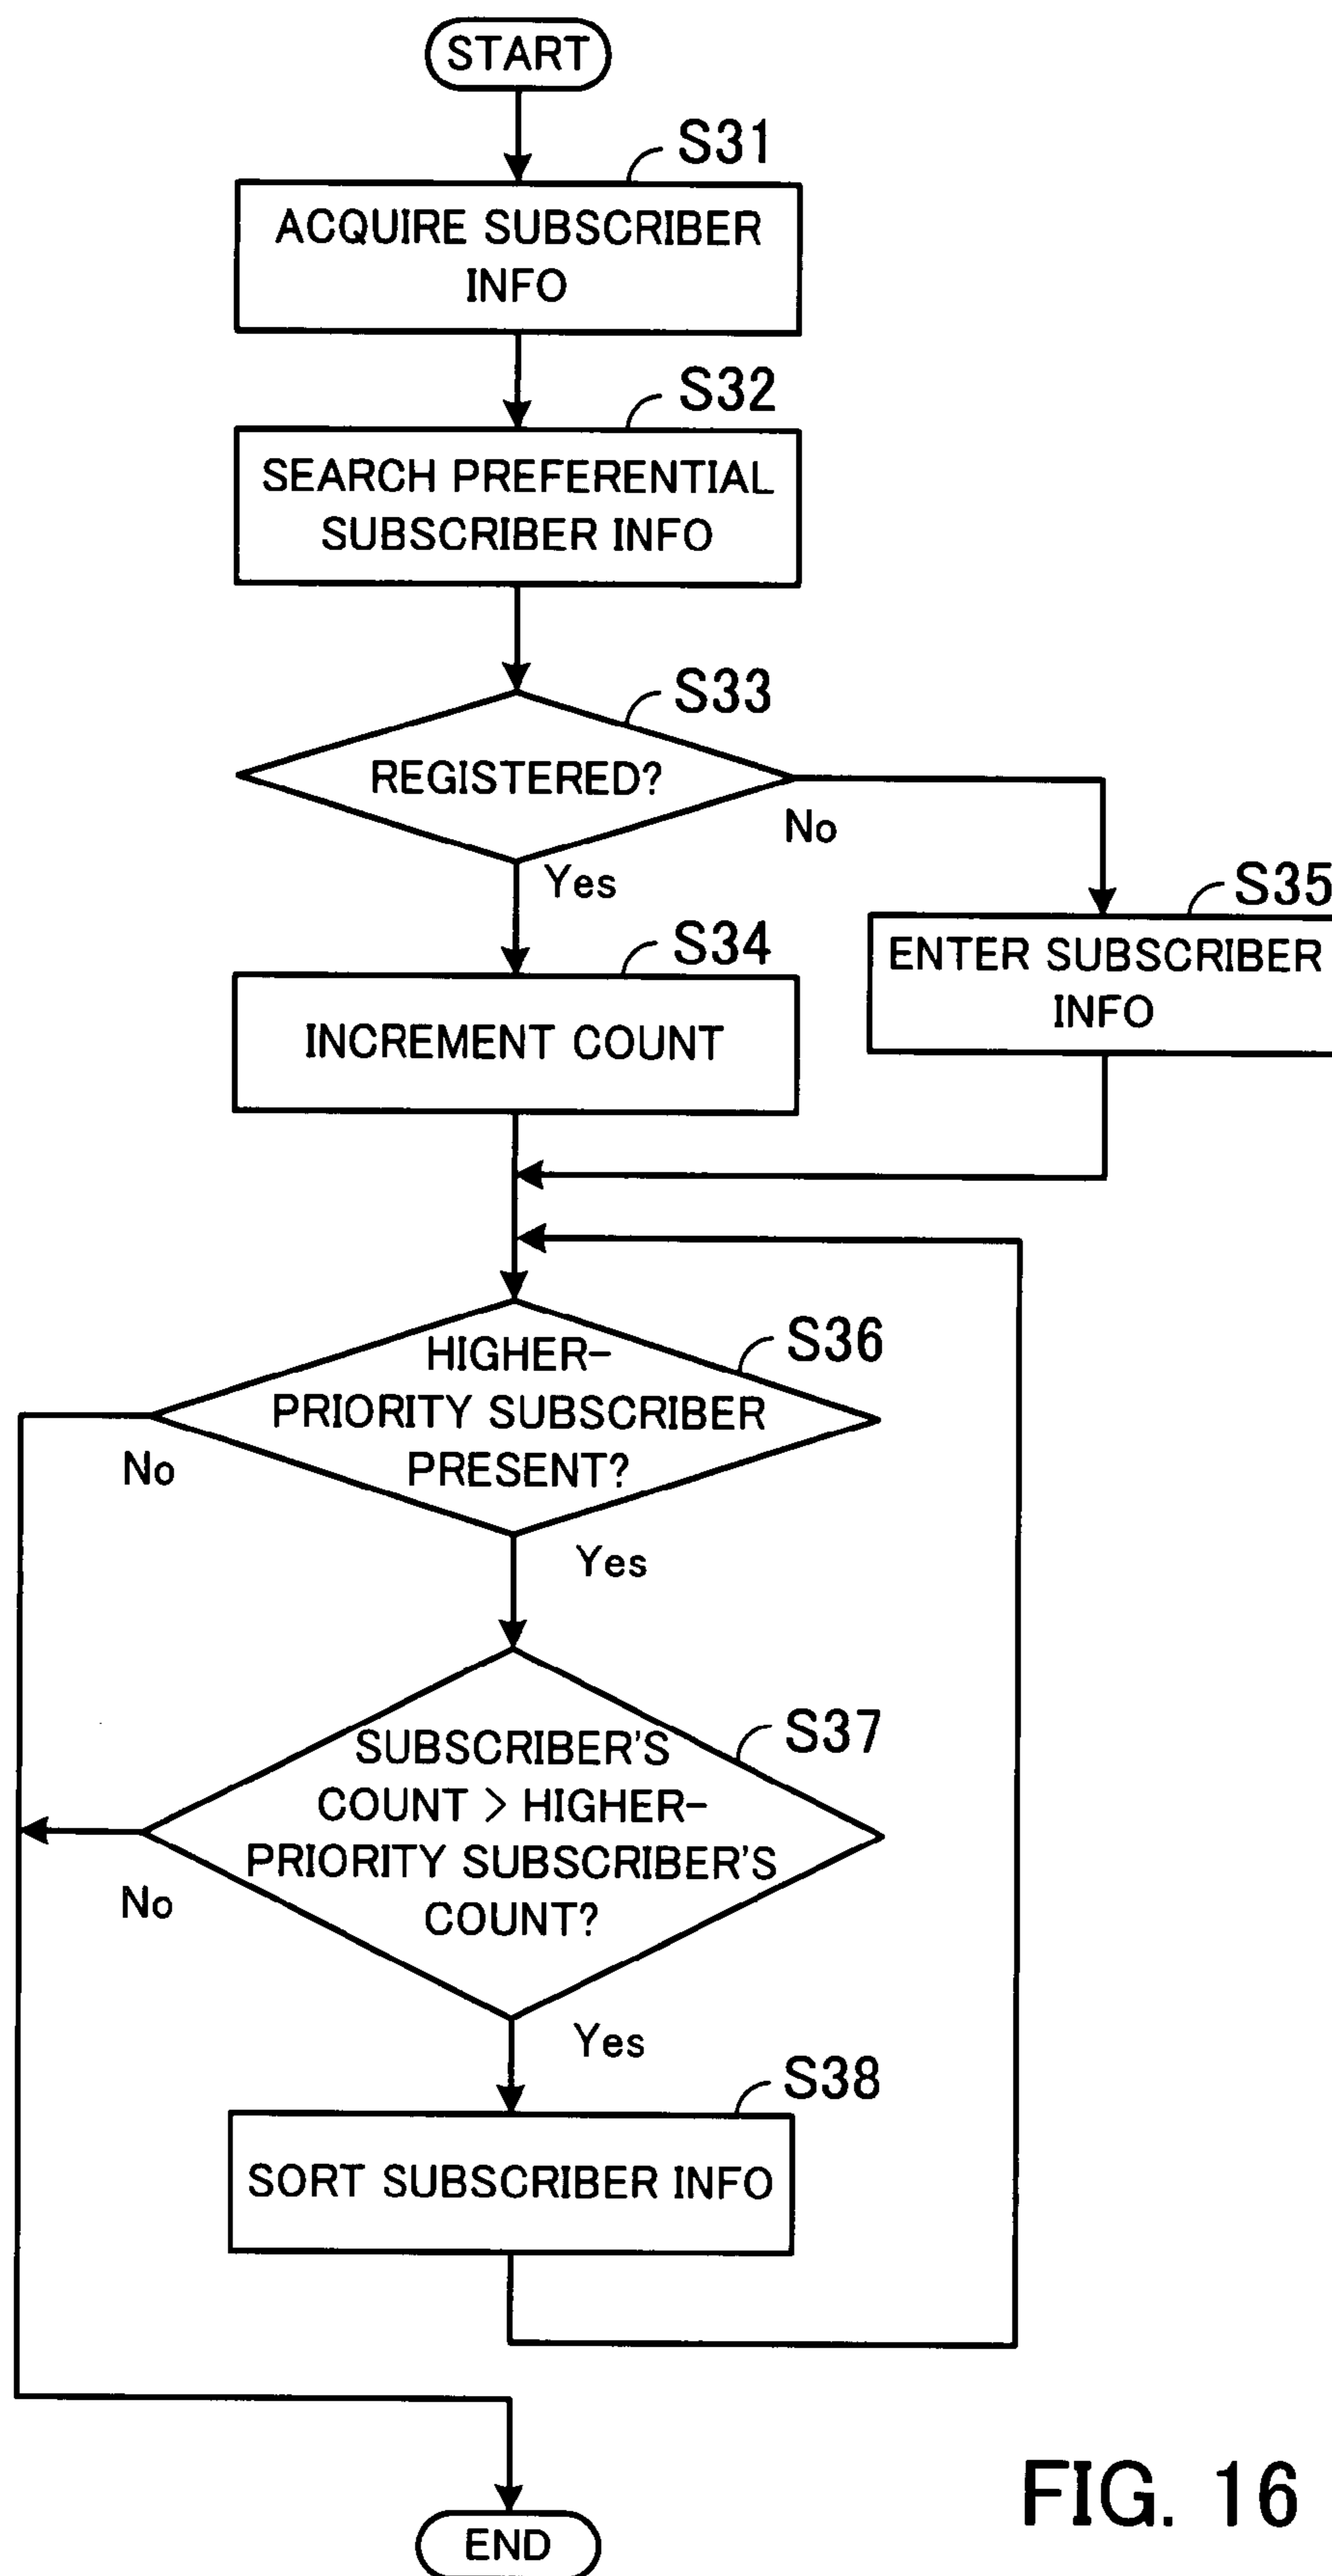 START
S31
ACQUIRE SUBSCRIBER
INFO
S32
SEARCH PREFERENTIAL
SUBSCRIBER INFO
S33
REGISTERED?
No
Yes
S35
ENTER SUBSCRIBER
INFO
S34
INCREMENT COUNT
S36
HIGHER-
PRIORITY SUBSCRIBER
PRESENT?
No
Yes
S37
SUBSCRIBER'S
COUNT > HIGHER-
PRIORITY SUBSCRIBER'S
COUNT?
No
Yes
S38
SORT SUBSCRIBER INFO
END
FIG. 16